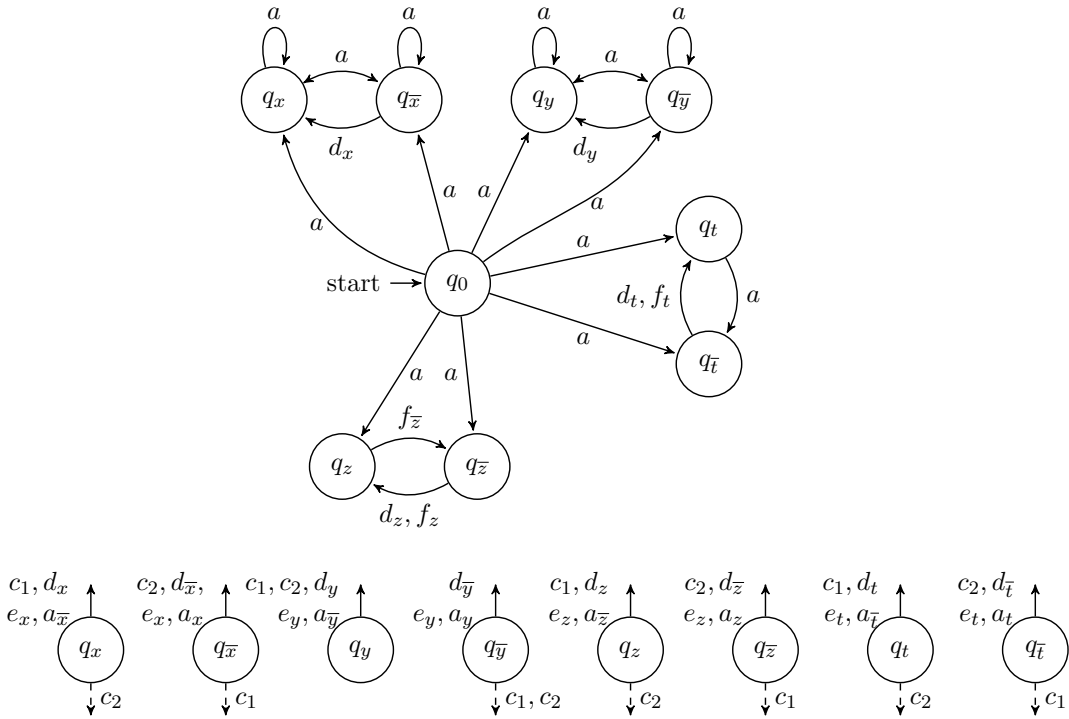 a a a a
a a
q_x q_x̄ q_y q_ȳ
d_x d_y
a a a a
q_t
a
start q_0 d_t, f_t a
a
q_t̄
a a
f_z̄
q_z q_z̄
d_z, f_z
c_1, d_x c_2, d_x̄, c_1, c_2, d_y d_ȳ c_1, d_z c_2, d_z̄ c_1, d_t c_2, d_t̄
e_x, a_x̄ e_x, a_x e_y, a_ȳ e_y, a_y e_z, a_z̄ e_z, a_z e_t, a_t̄ e_t, a_t
q_x q_x̄ q_y q_ȳ q_z q_z̄ q_t q_t̄
c_2 c_1 c_1, c_2 c_2 c_1 c_2 c_1